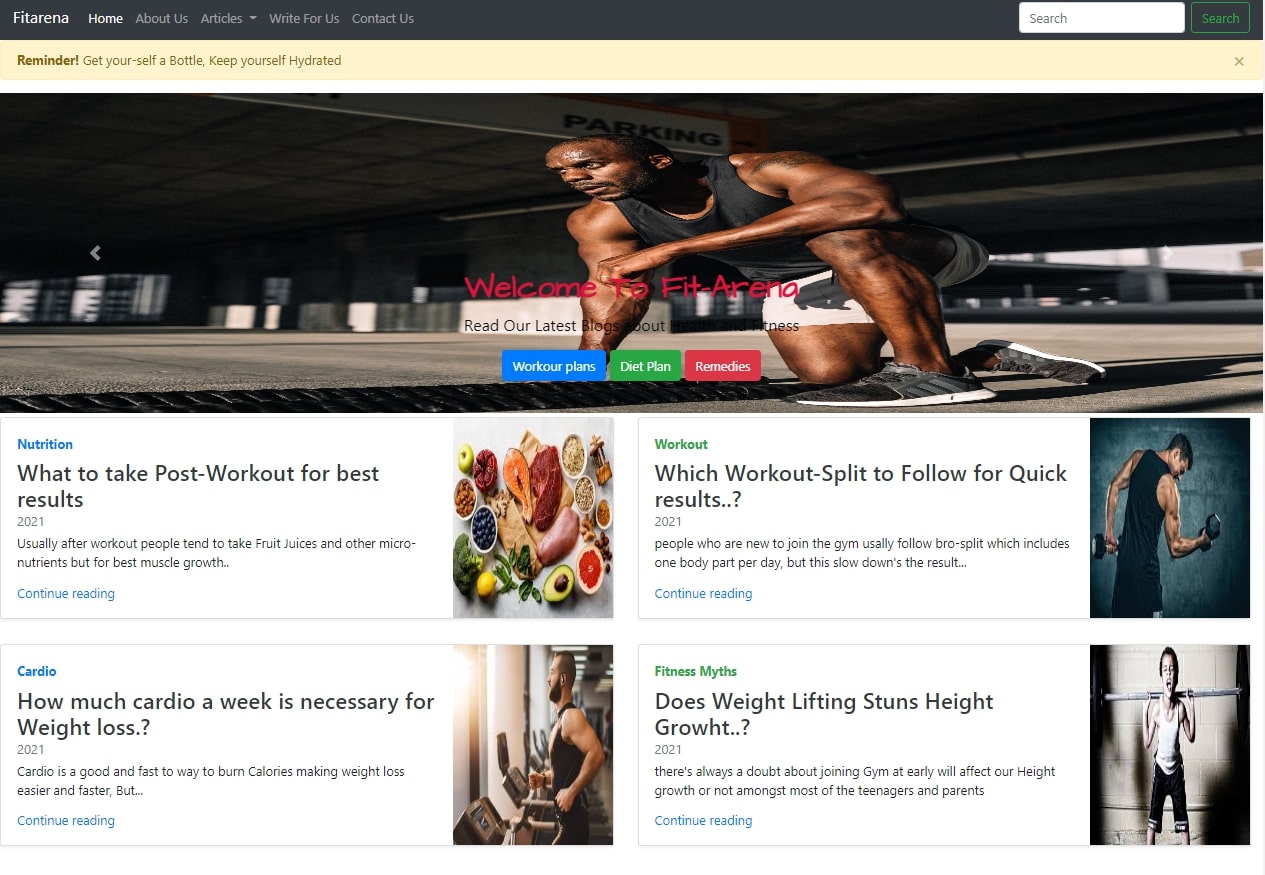 Fitarena Home About Us Articles Write For Us Contact Us Search Search
Reminder! Get your-self a Bottle, Keep yourself Hydrated ×
PARKING
Welcome To Fit-Arena
Read Our Latest Blogs about Health and Fitness
Workour plans Diet Plan Remedies
Nutrition
What to take Post-Workout for best
results
2021
Usually after workout people tend to take Fruit Juices and other micro-
nutrients but for best muscle growth..
Continue reading
Workout
Which Workout-Split to Follow for Quick
results..?
2021
people who are new to join the gym usally follow bro-split which includes
one body part per day, but this slow down's the result...
Continue reading
Cardio
How much cardio a week is necessary for
Weight loss.?
2021
Cardio is a good and fast to way to burn Calories making weight loss
easier and faster, But...
Continue reading
Fitness Myths
Does Weight Lifting Stuns Height
Growht..?
2021
there's always a doubt about joining Gym at early will affect our Height
growth or not amongst most of the teenagers and parents
Continue reading